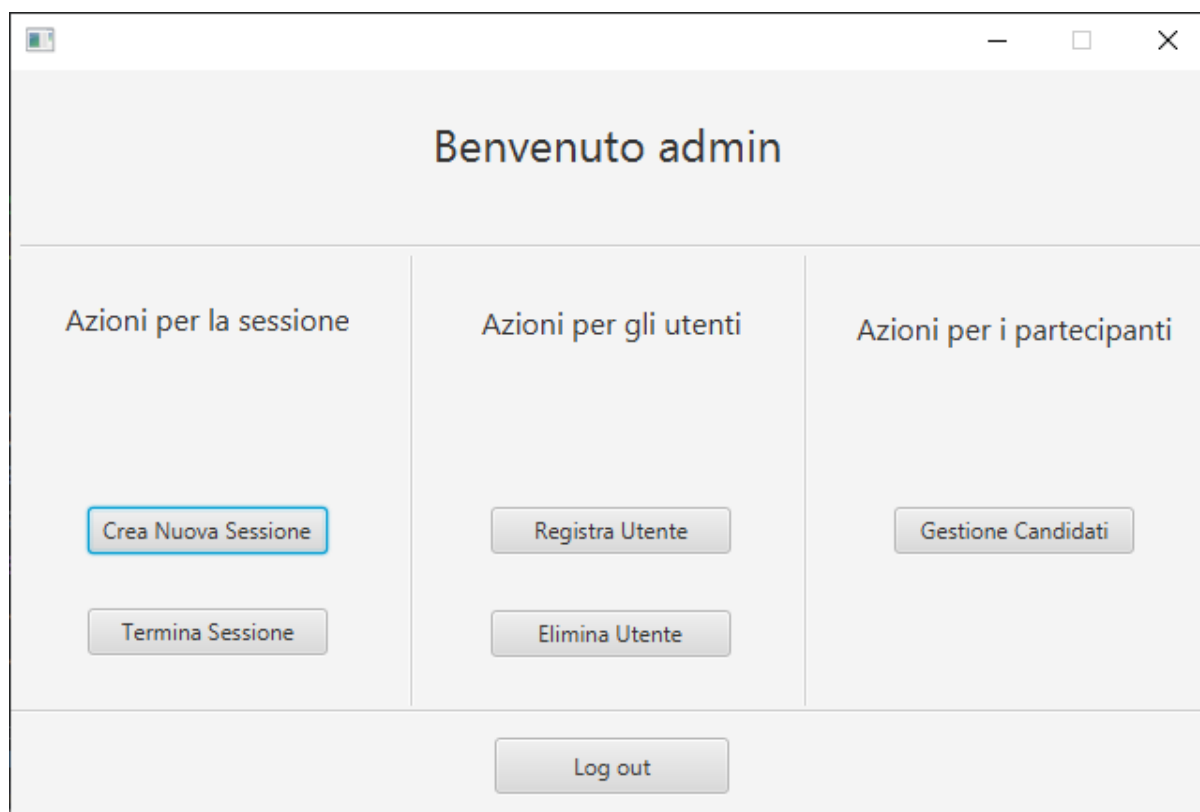 Benvenuto admin
Azioni per la sessione
Azioni per gli utenti
Azioni per i partecipanti
Crea Nuova Sessione
Registra Utente
Gestione Candidati
Termina Sessione
Elimina Utente
Log out